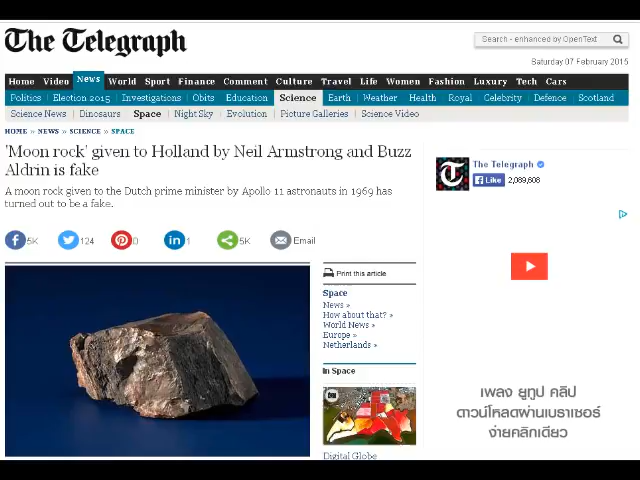 The Telegraph
Search - enhanced by OpenText
Saturday 07 February 2015
Home Video News World Sport Finance Comment Culture Travel Life Women Fashion Luxury Tech Cars
Politics Election 2015 Investigations Obits Education Science Earth Weather Health Royal Celebrity Defence Scotland
Science News Dinosaurs Space Night Sky Evolution Picture Galleries Science Video
HOME » NEWS » SCIENCE » SPACE
'Moon rock' given to Holland by Neil Armstrong and Buzz
Aldrin is fake
A moon rock given to the Dutch prime minister by Apollo 11 astronauts in 1969 has
turned out to be a fake.
5K 124 0 1 5K Email
Print this article
Space
News »
How about that? »
World News »
Europe »
Netherlands »
In Space
Digital Globe
The Telegraph
Like 2,089,608
เพลง ยูทูป คลิป
ดาวน์โหลดผ่านเบราเซอร์
ง่ายคลิกเดียว